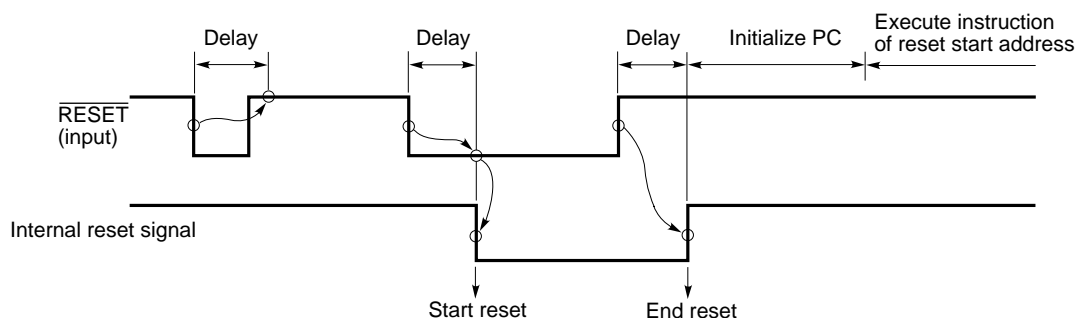 Delay
Delay
Delay
Initialize PC
Execute instruction
of reset start address
RESET
(input)
Internal reset signal
Start reset
End reset